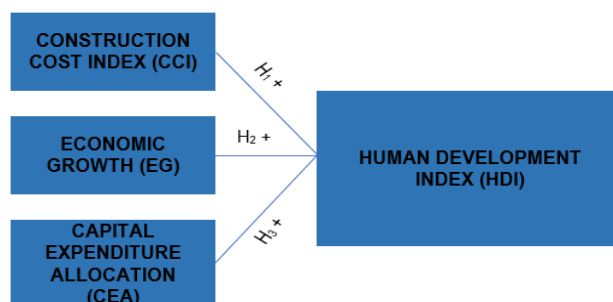 CONSTRUCTION
COST INDEX (CCI)
H₁ +
ECONOMIC
GROWTH (EG)
H₂ +
HUMAN DEVELOPMENT
INDEX (HDI)
CAPITAL
EXPENDITURE
ALLOCATION
(CEA)
H₃ +